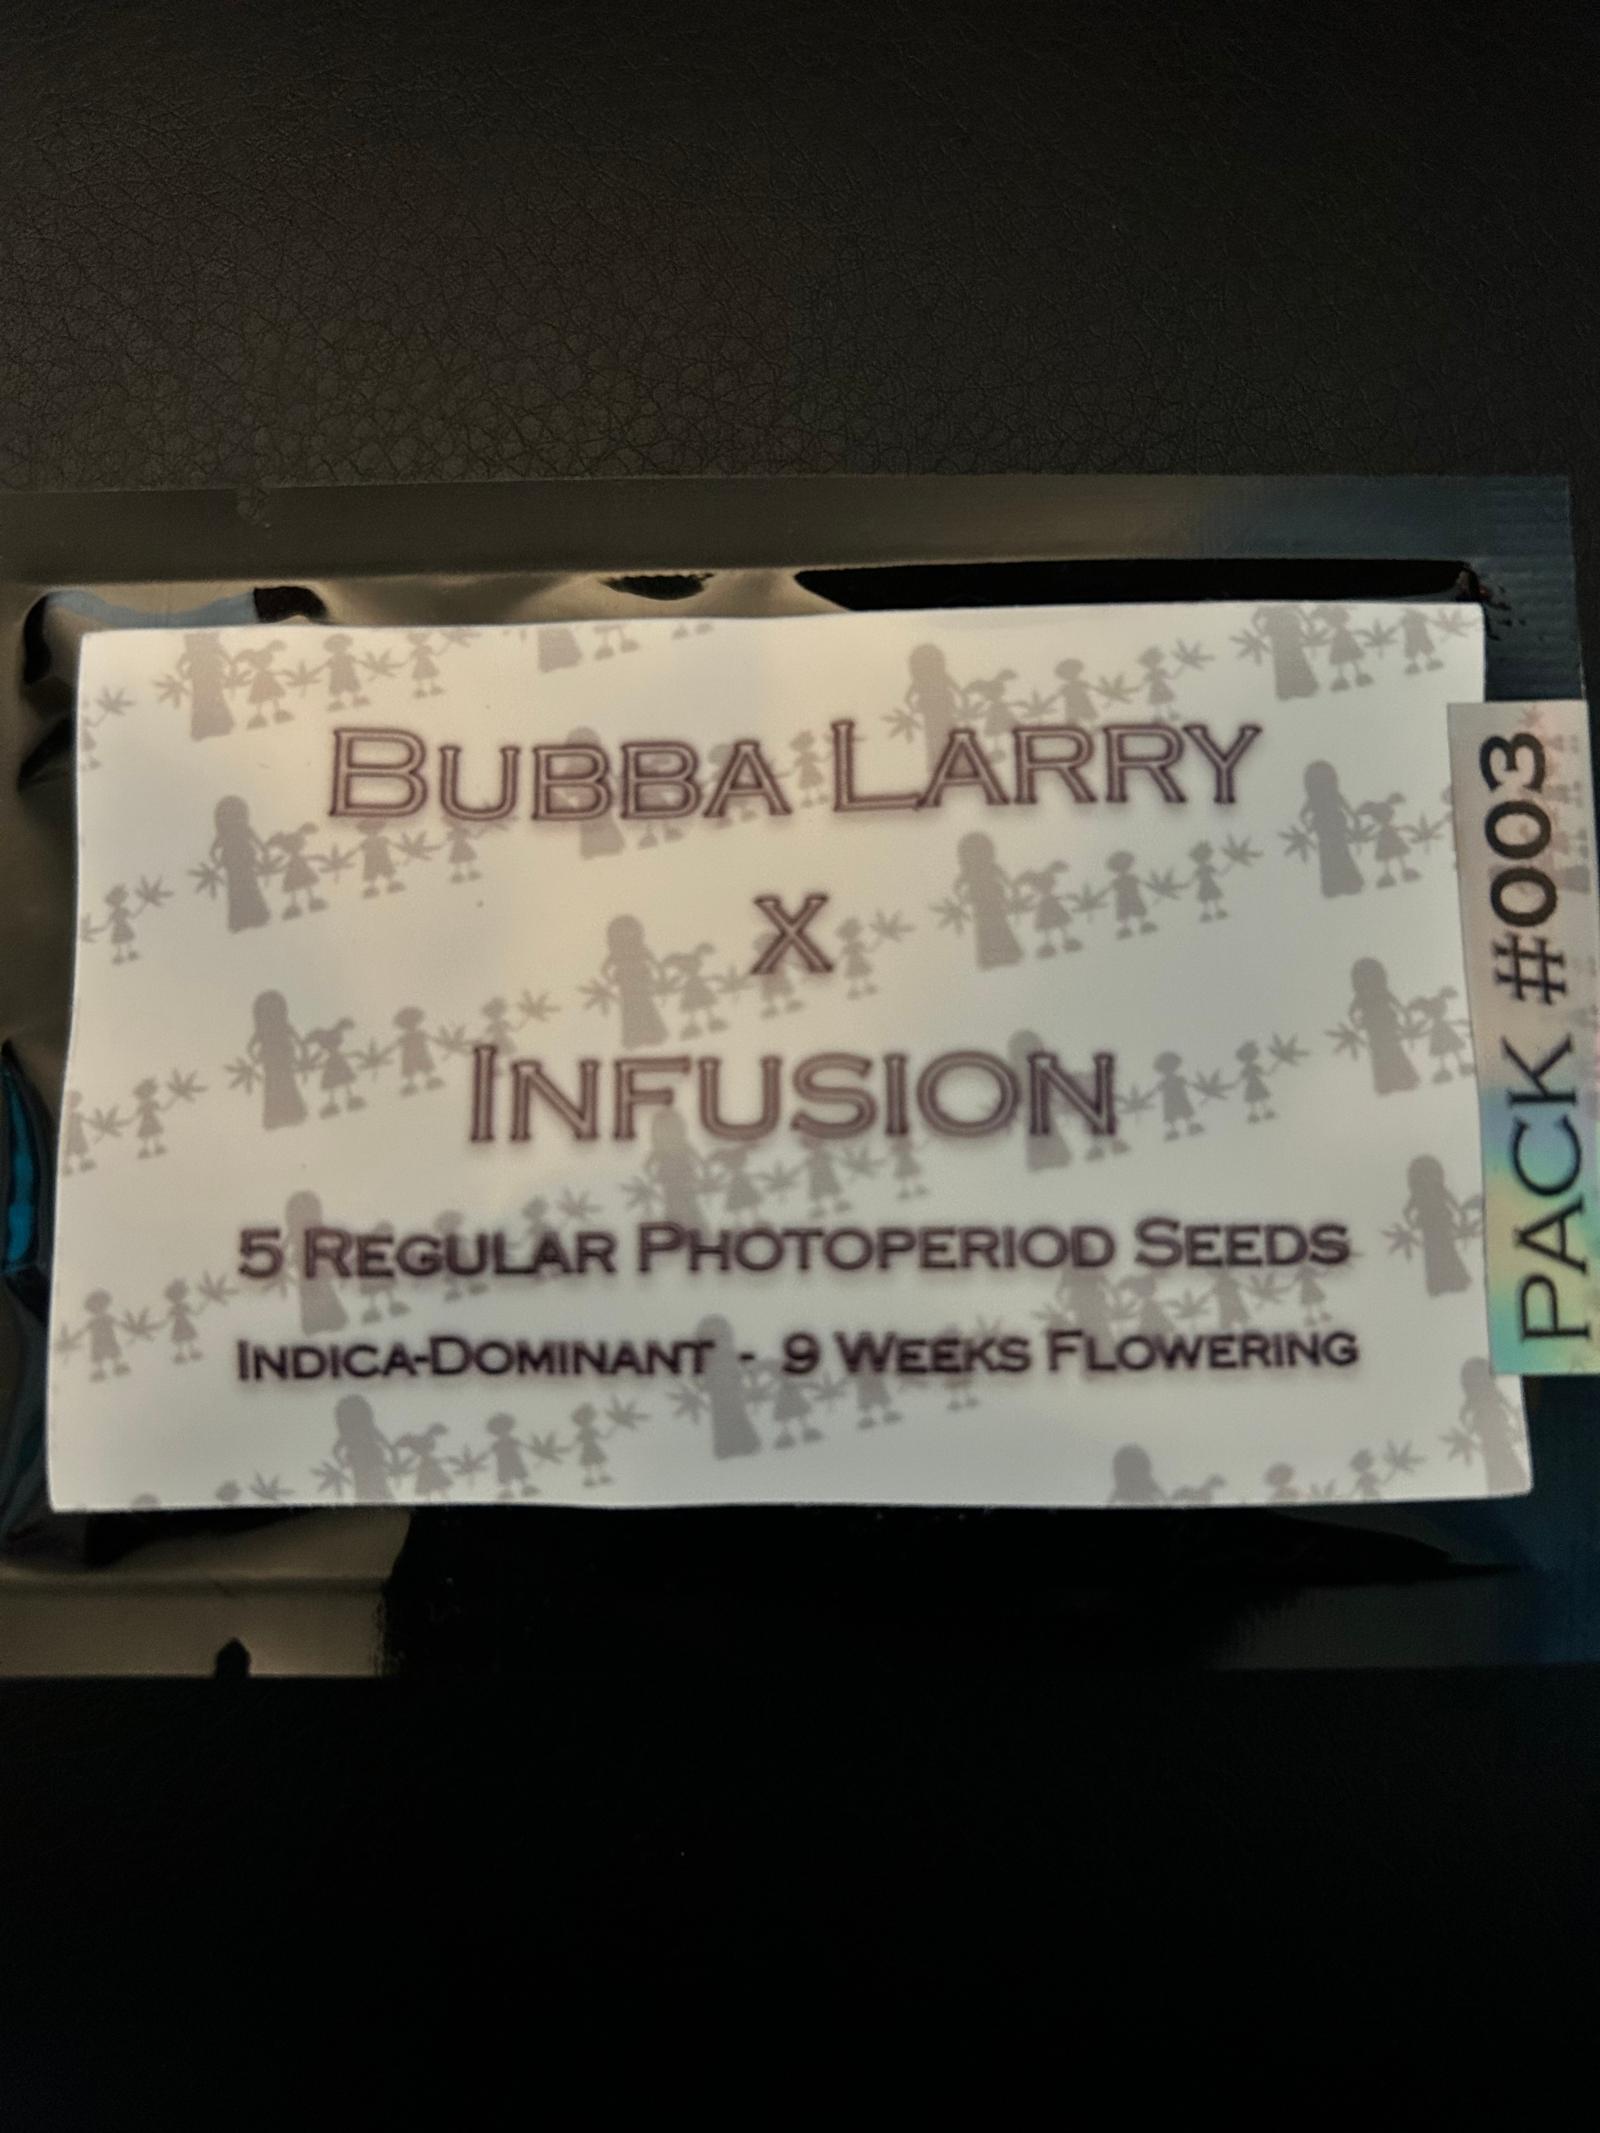 BUBBA LARRY
X
INFUSION
5 REGULAR PHOTOPERIOD SEEDS
INDICA-DOMINANT - 9 WEEKS FLOWERING
PACK #003